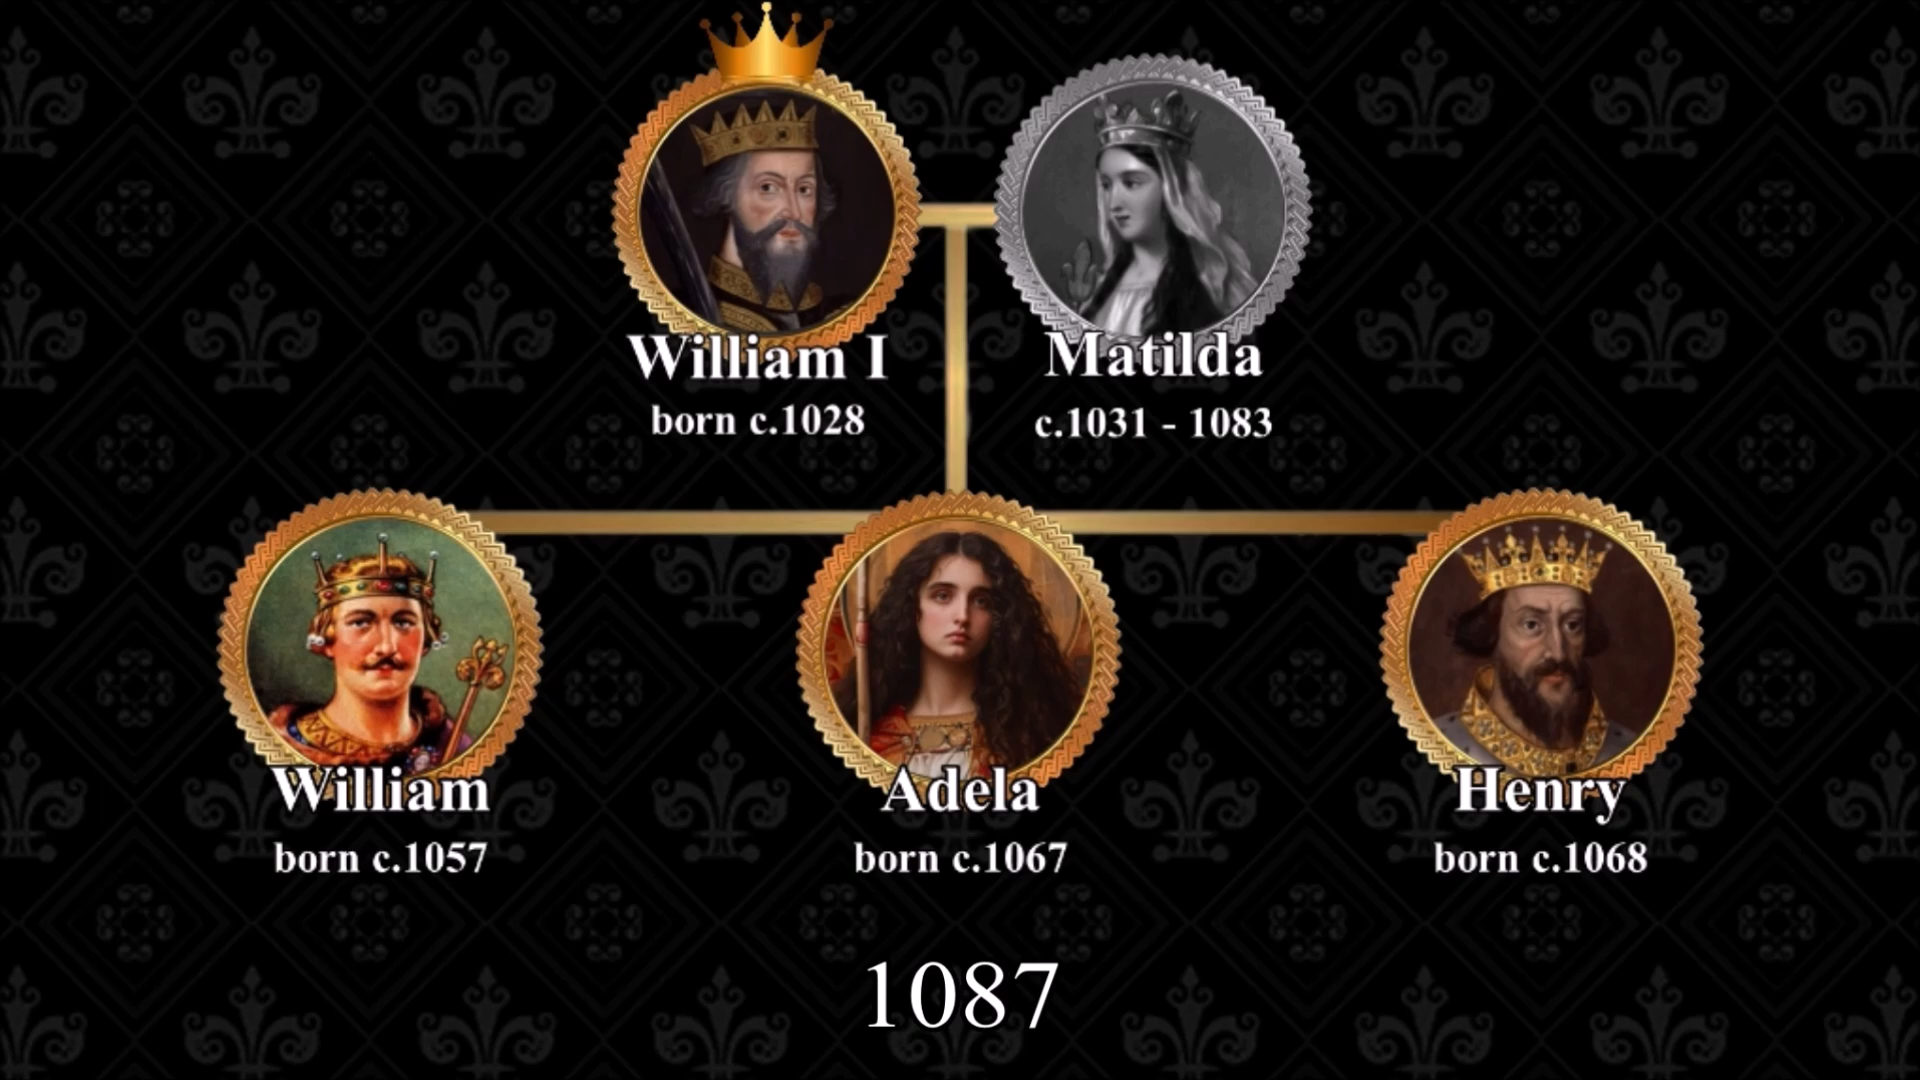 William I
born c.1028
Matilda
c.1031 - 1083
William
born c.1057
Adela
born c.1067
Henry
born c.1068
1087